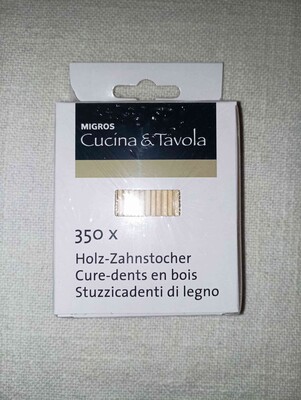 MIGROS
Cucina & Tavola
350 x
Holz-Zahnstocher
Cure-dents en bois
Stuzzicadenti di legno